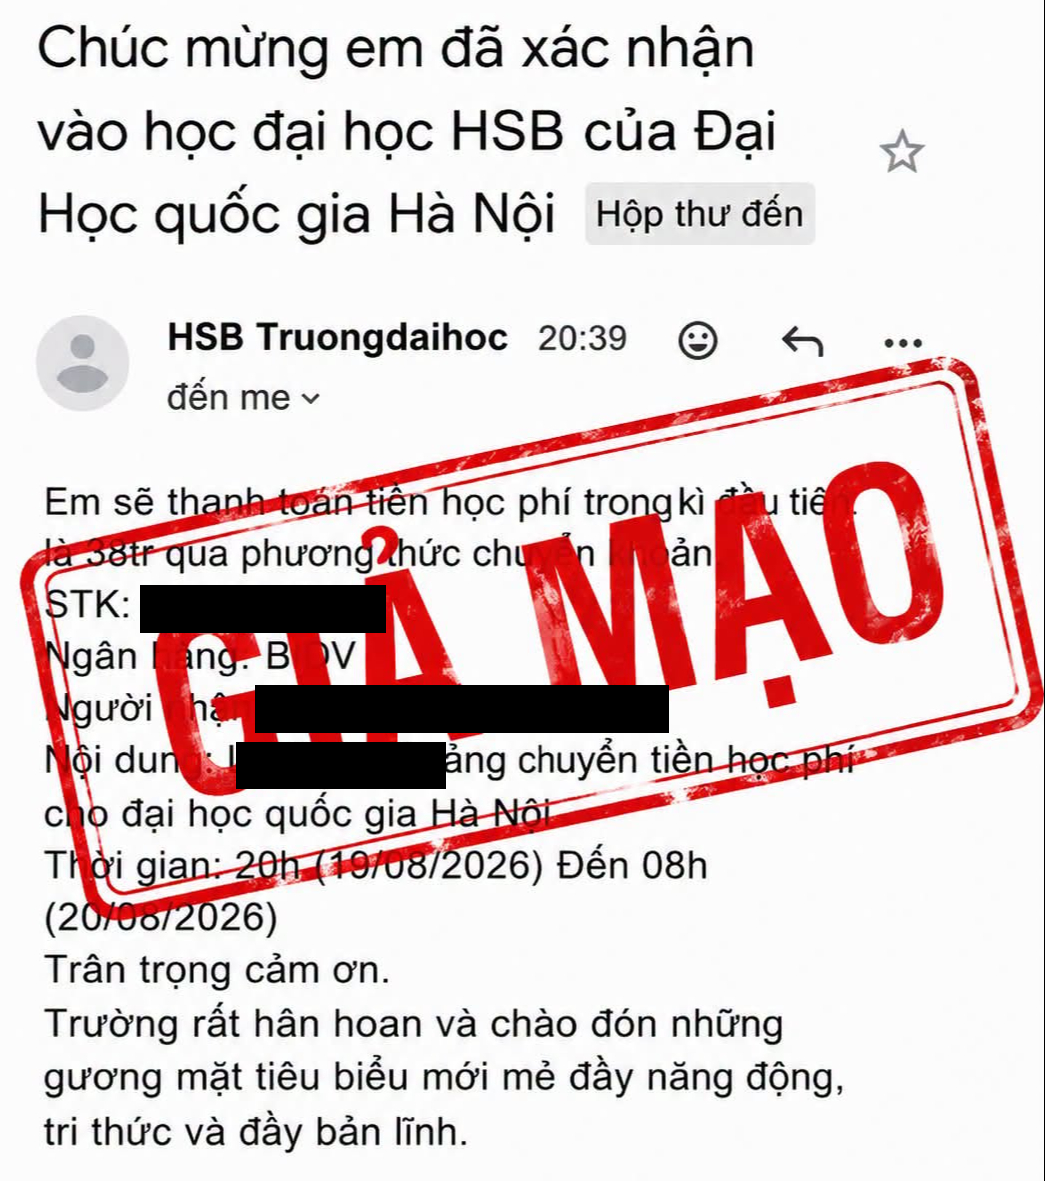 Chúc mừng em đã xác nhận
vào học đại học HSB của Đại
Học quốc gia Hà Nội Hộp thư đến
HSB Truongdaihoc 20:39
đến me
Em sẽ thanh toán tiền học phí trong kì đầu tiên.
là 38tr qua phương thức chuyển khoản
STK:
Ngân hàng: BIDV
Người nhận
Nội dung: ảng chuyển tiền học phí
cho đại học quốc gia Hà Nội
Thời gian: 20h (19/08/2026) Đến 08h
(20/08/2026)
Trân trọng cảm ơn.
Trường rất hân hoan và chào đón những
gương mặt tiêu biểu mới mẻ đầy năng động,
tri thức và đầy bản lĩnh.
GIẢ MẠO